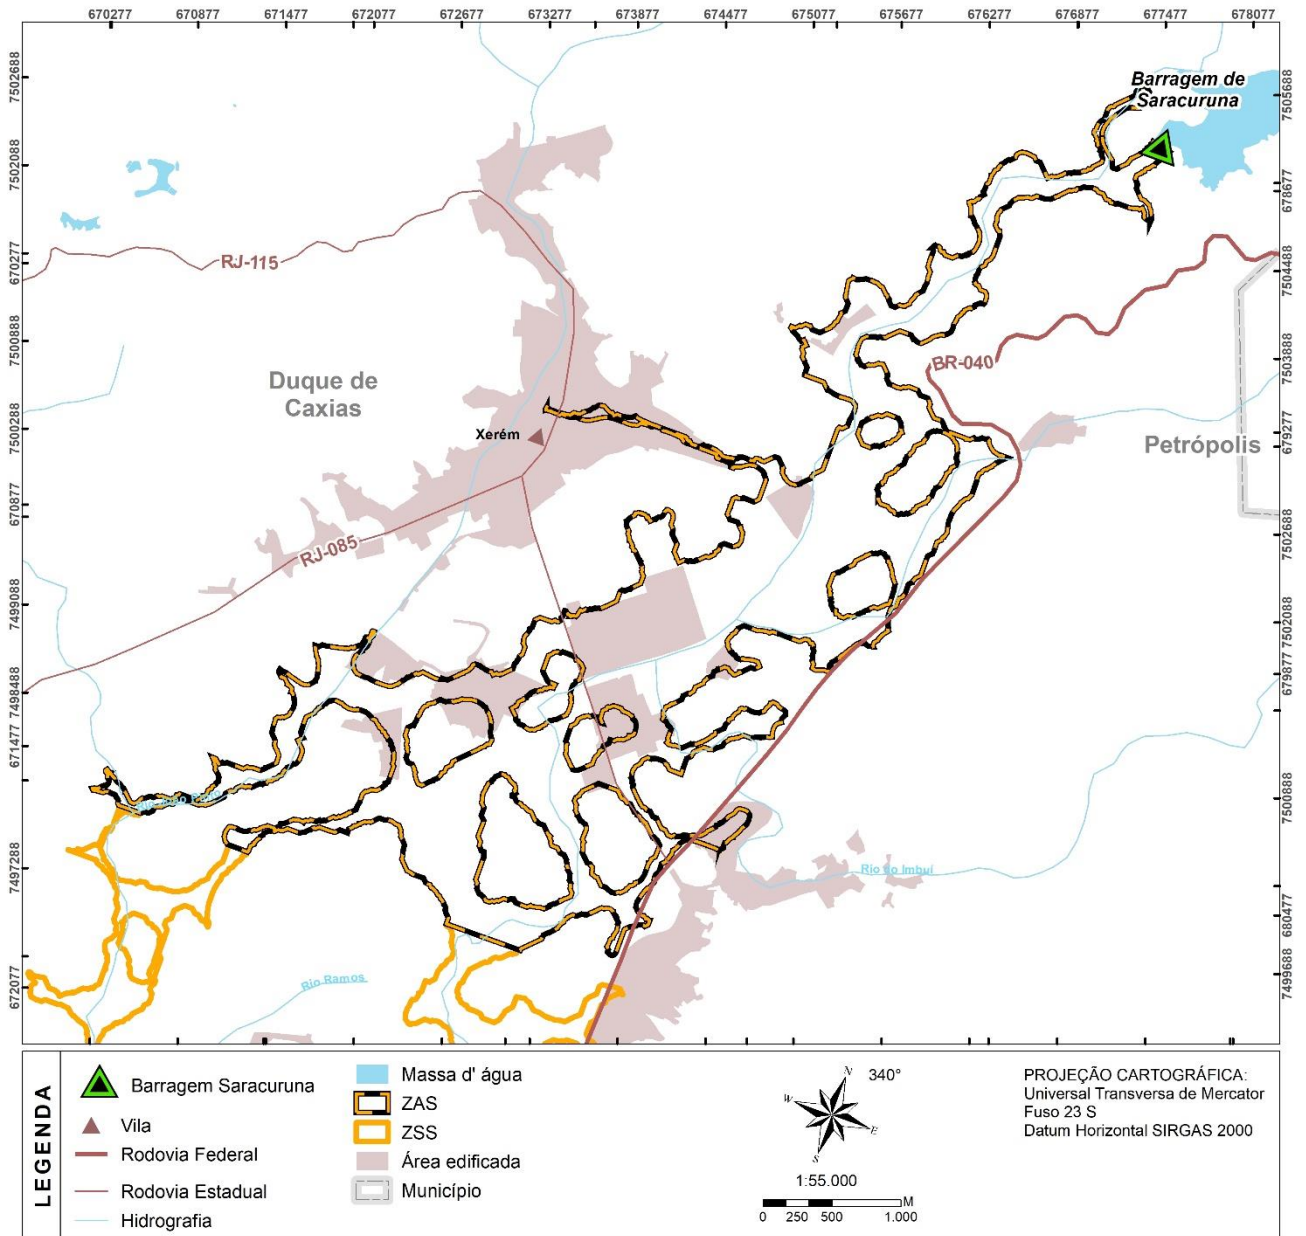 670277 670877 671477 672077 672677 673277 673877 674477 675077 675677 676277 676877 677477 678077
7502688
7502088
670277
7500888
7500288
670877
7499088
7498488
671477
7497288
672077
7505688
678677
7504488
7503888
679277
7502688
7502088
679877
7500888
680477
7499688
Barragem de
Saracuruna
RJ-115
BR-040
Duque de
Caxias
Xerém
Petrópolis
RJ-085
Rio do Imbuí
Rio Ramos
LEGENDA
Barragem Saracuruna
Vila
Rodovia Federal
Rodovia Estadual
Hidrografia
Massa d' água
ZAS
ZSS
Área edificada
Município
N
340°
W
E
S
1:55.000
M
0 250 500 1.000
PROJEÇÃO CARTOGRÁFICA:
Universal Transversa de Mercator
Fuso 23 S
Datum Horizontal SIRGAS 2000